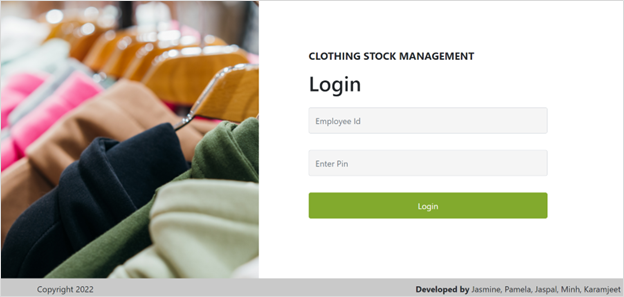 CLOTHING STOCK MANAGEMENT
Login
Employee Id
Enter Pin
Login
Copyright 2022
Developed by Jasmine, Pamela, Jaspal, Minh, Karamjeet